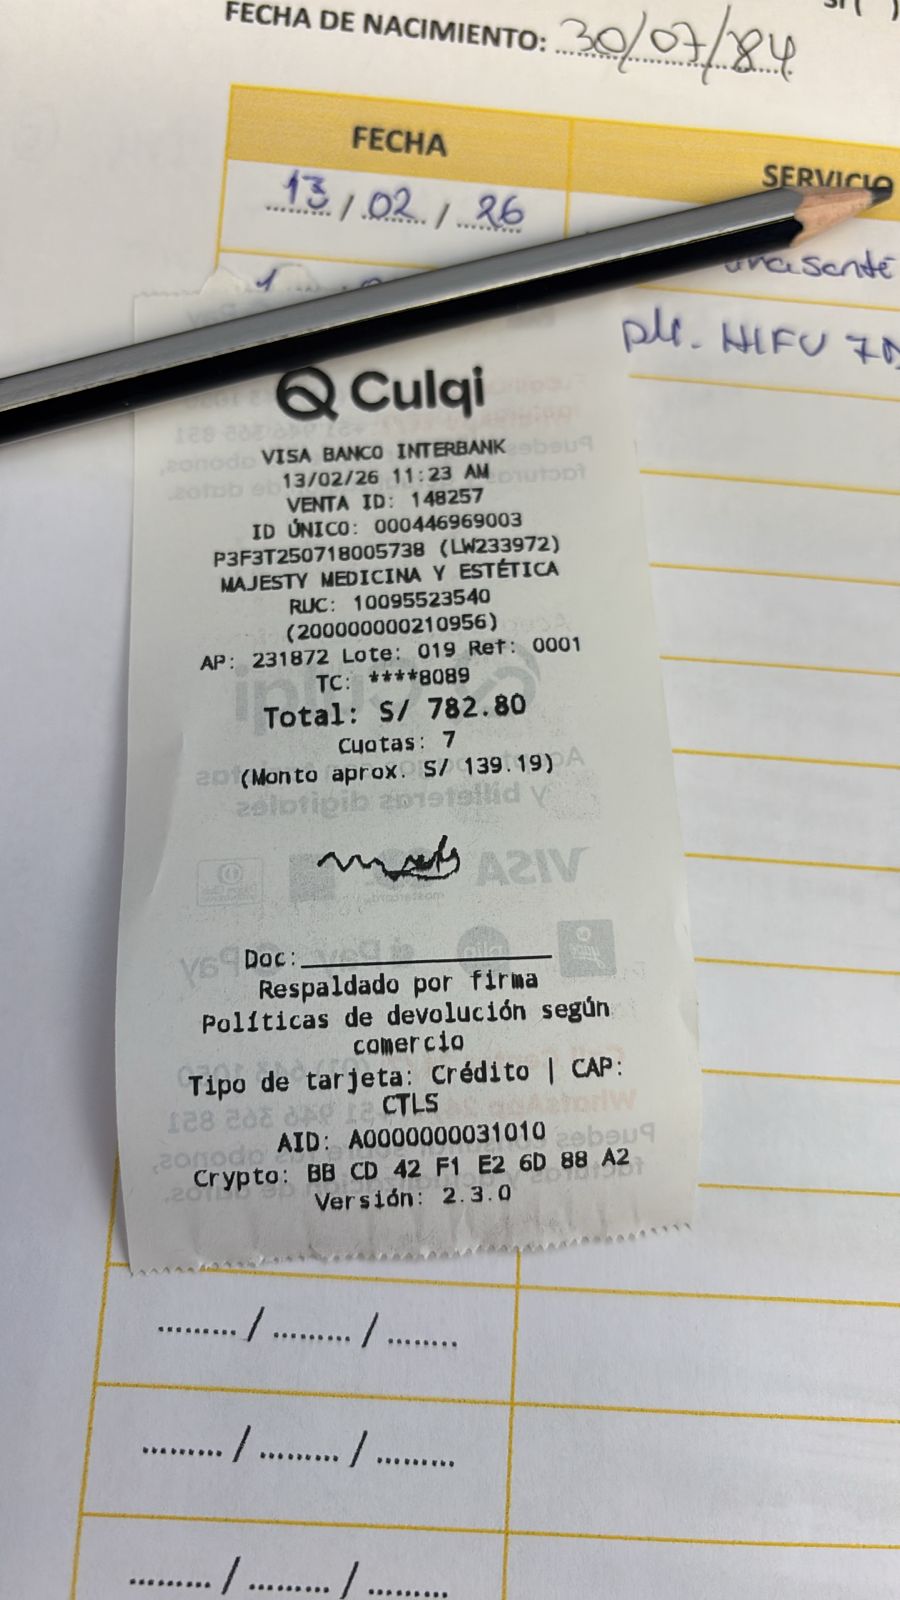 FECHA DE NACIMIENTO: 30/07/84
FECHA
SERVICIO
13 / 02 / 26
plc. HIFU 7D
Culqi
VISA BANCO INTERBANK
13/02/26 11:23 AM
VENTA ID: 148257
ID ÚNICO: 000446969003
P3F3T250718005738 (LW233972)
MAJESTY MEDICINA Y ESTÉTICA
RUC: 10095523540
(200000000210956)
AP: 231872 Lote: 019 Ref: 0001
TC: ****8089
Total: S/ 782.80
Cuotas: 7
(Monto aprox. S/ 139.19)
Doc:
Respaldado por firma
Políticas de devolución según
comercio
Tipo de tarjeta: Crédito | CAP:
CTLS
AID: A0000000031010
Crypto: BB CD 42 F1 E2 6D 88 A2
Versión: 2.3.0